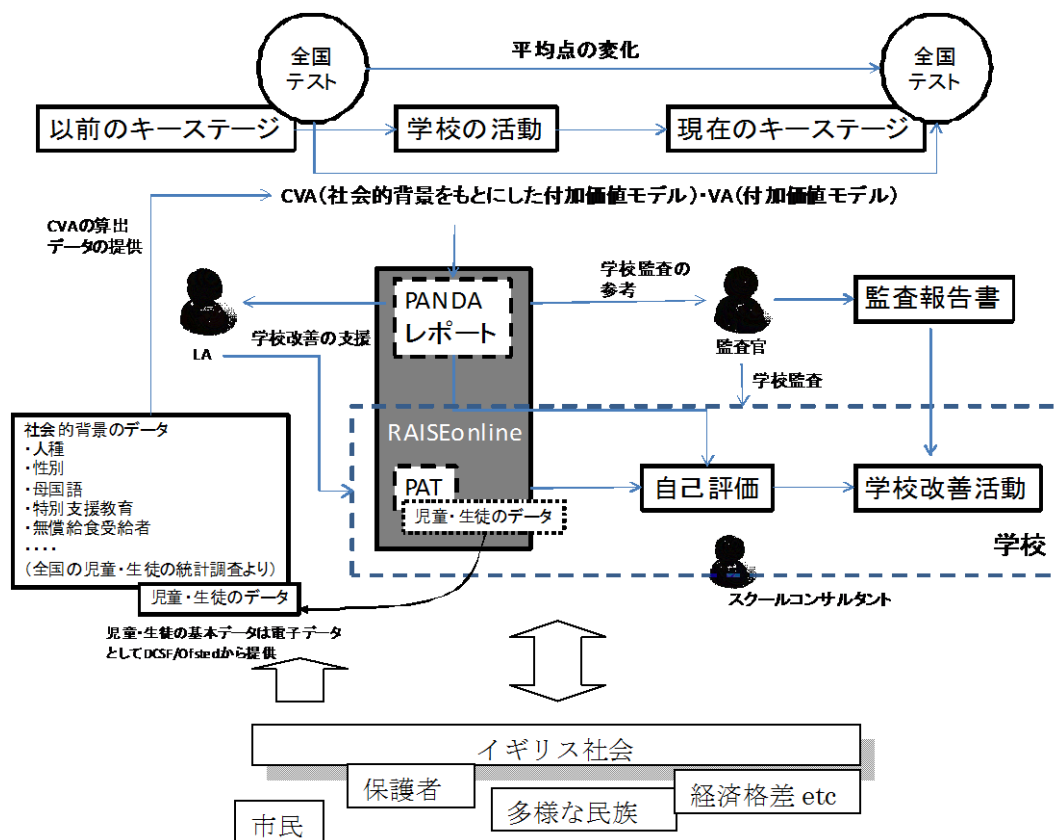 全国
テスト
平均点の変化
全国
テスト
以前のキーステージ
学校の活動
現在のキーステージ
CVA(社会的背景をもとにした付加価値モデル)・VA(付加価値モデル)
CVAの算出
データの提供
PANDA
レポート
学校監査の
参考
監査報告書
LA
学校改善の支援
監査官
学校監査
社会的背景のデータ
・人種
・性別
・母国語
・特別支援教育
・無償給食受給者
・・・・
(全国の児童・生徒の統計調査より)
児童・生徒のデータ
RAISEonline
PAT
児童・生徒のデータ
自己評価
学校改善活動
学校
スクールコンサルタント
児童・生徒の基本データは電子データ
としてDCSF/Ofstedから提供
イギリス社会
保護者
経済格差 etc
多様な民族
市民